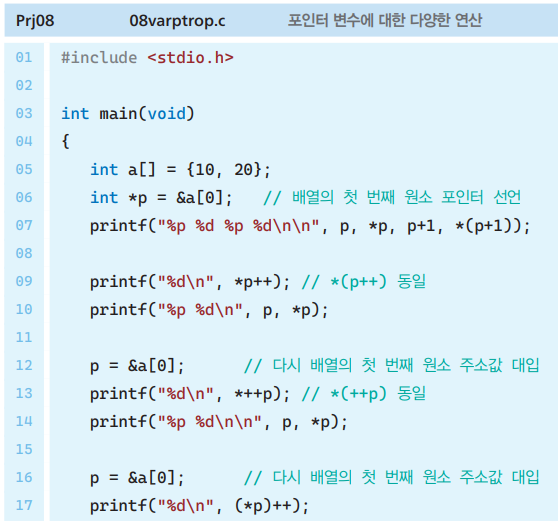 Prj08 08varptrop.c 포인터 변수에 대한 다양한 연산
01 #include <stdio.h>
02
03 int main(void)
04 {
05 int a[] = {10, 20};
06 int *p = &a[0]; // 배열의 첫 번째 원소 포인터 선언
07 printf("%p %d %p %d\n\n", p, *p, p+1, *(p+1));
08
09 printf("%d\n", *p++); // *(p++) 동일
10 printf("%p %d\n", p, *p);
11
12 p = &a[0]; // 다시 배열의 첫 번째 원소 주소값 대입
13 printf("%d\n", *++p); // *(++p) 동일
14 printf("%p %d\n\n", p, *p);
15
16 p = &a[0]; // 다시 배열의 첫 번째 원소 주소값 대입
17 printf("%d\n", (*p)++);